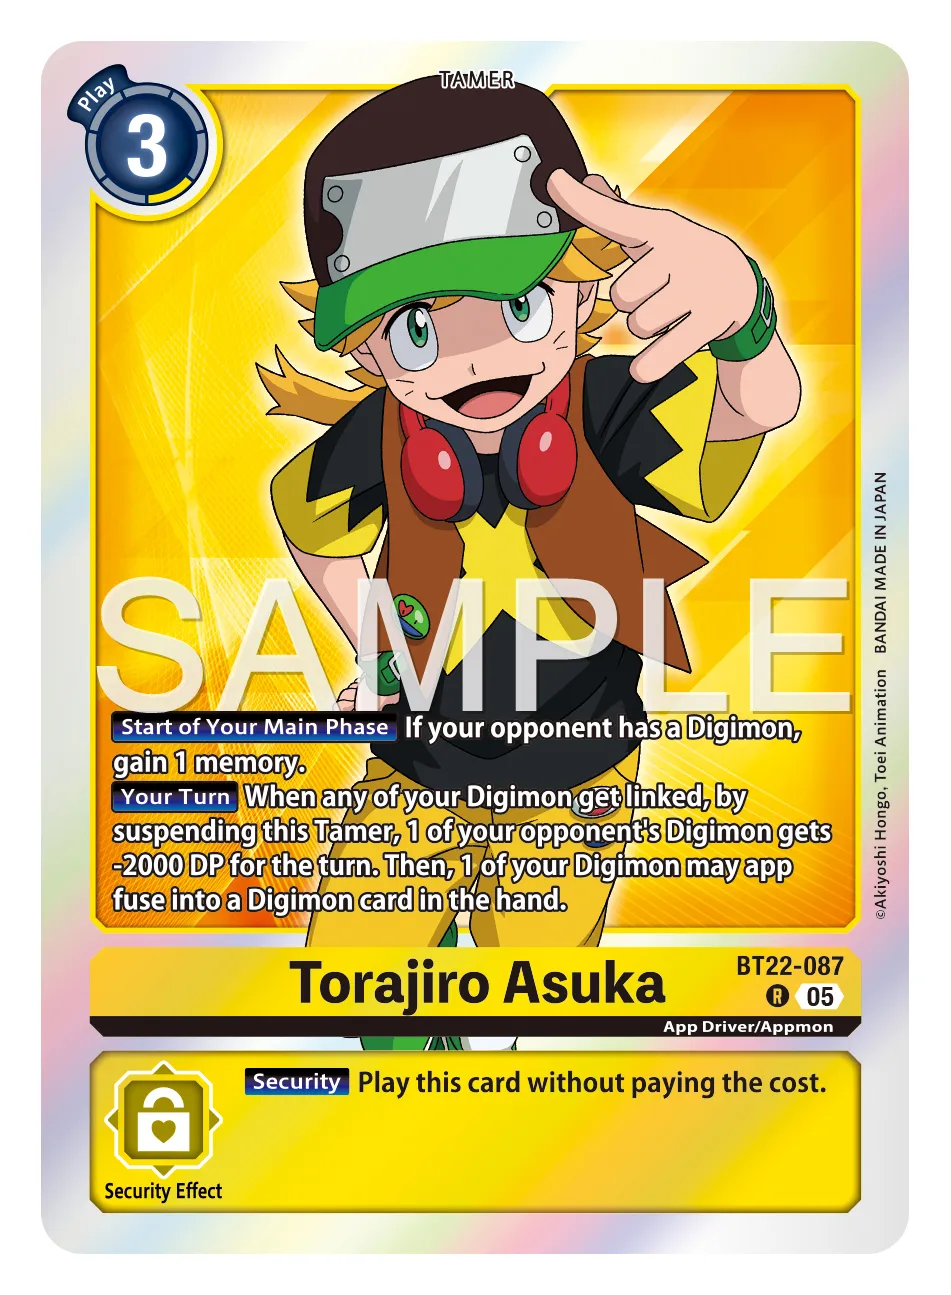 TAMER
Play
3
SAMPLE
Start of Your Main Phase If your opponent has a Digimon,
gain 1 memory.
Your Turn When any of your Digimon get linked, by
suspending this Tamer, 1 of your opponent's Digimon gets
-2000 DP for the turn. Then, 1 of your Digimon may app
fuse into a Digimon card in the hand.
©Akiyoshi Hongo, Toei Animation BANDAI MADE IN JAPAN
Torajiro Asuka
BT22-087
R 05
App Driver/Appmon
Security Play this card without paying the cost.
Security Effect